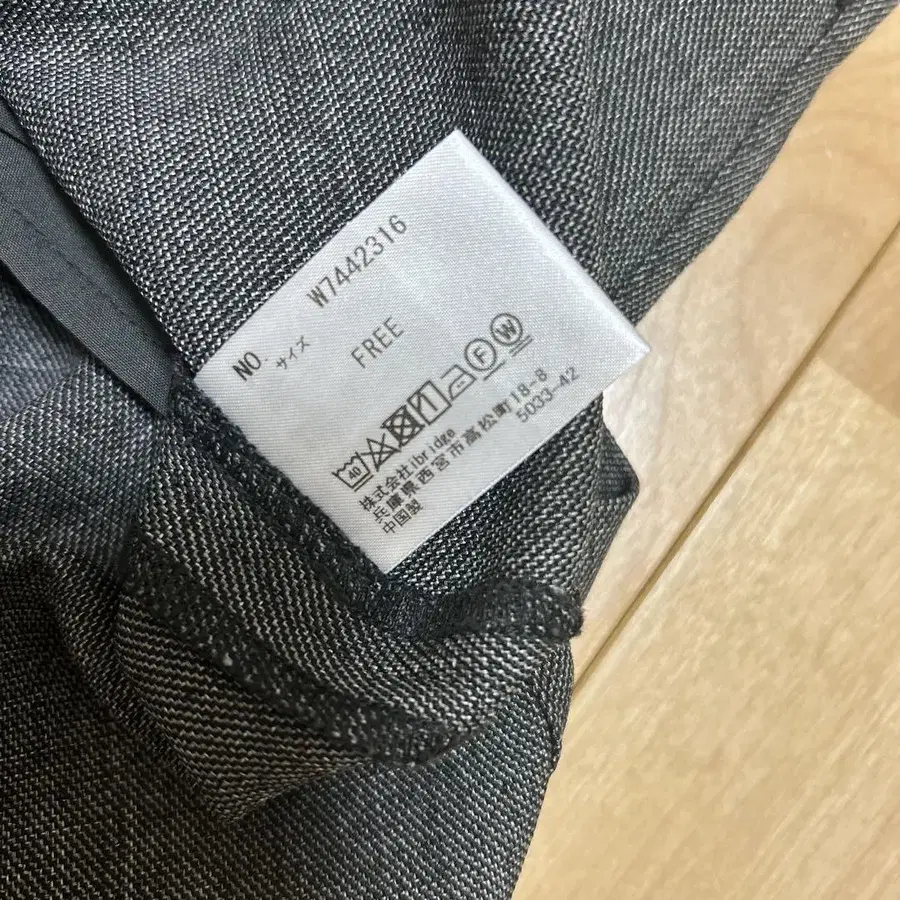 NO. W7442316
サイズ FREE
40 F W
株式会社ibridge
兵庫県西宮市高松町18-8
5033-42
中国製